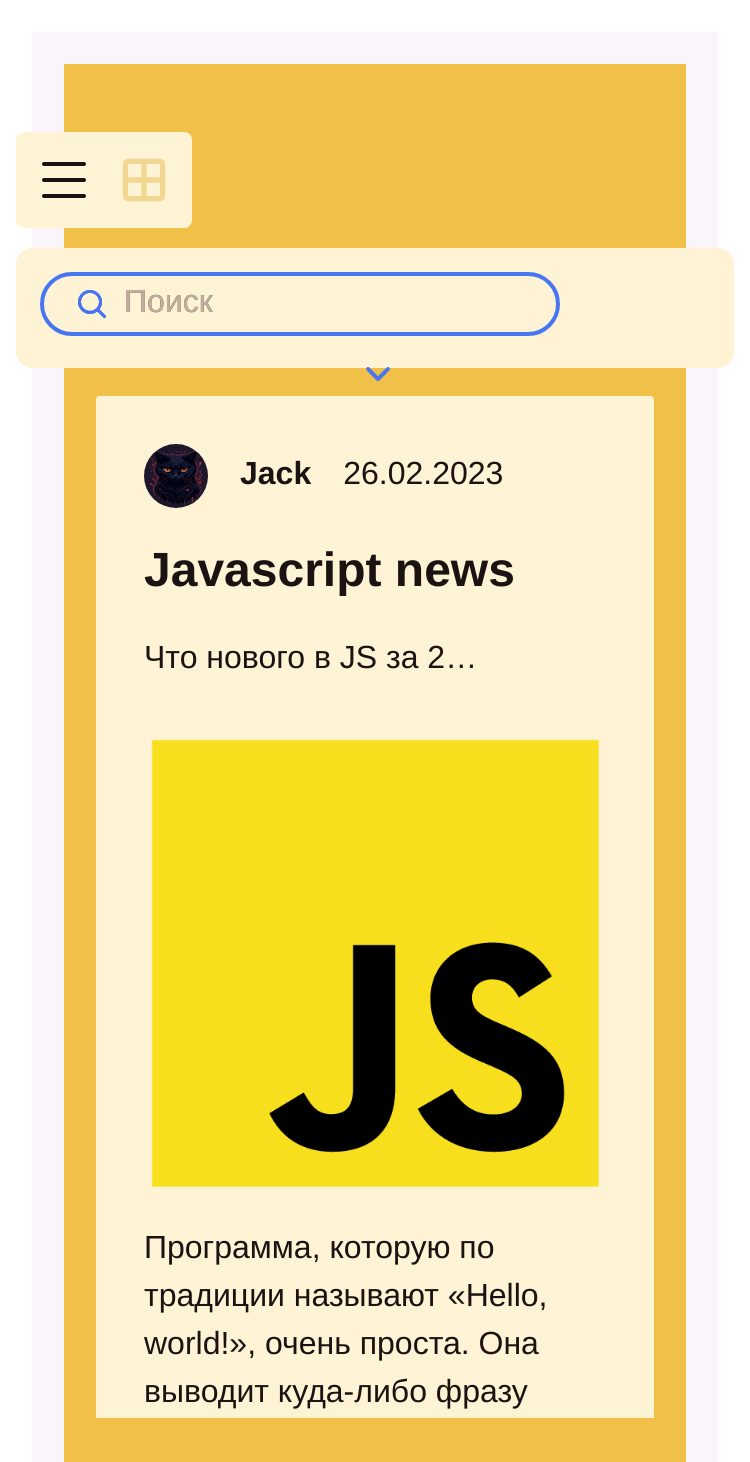 Поиск
Jack 26.02.2023
Javascript news
Что нового в JS за 2…
JS
Программа, которую по
традиции называют «Hello,
world!», очень проста. Она
выводит куда-либо фразу